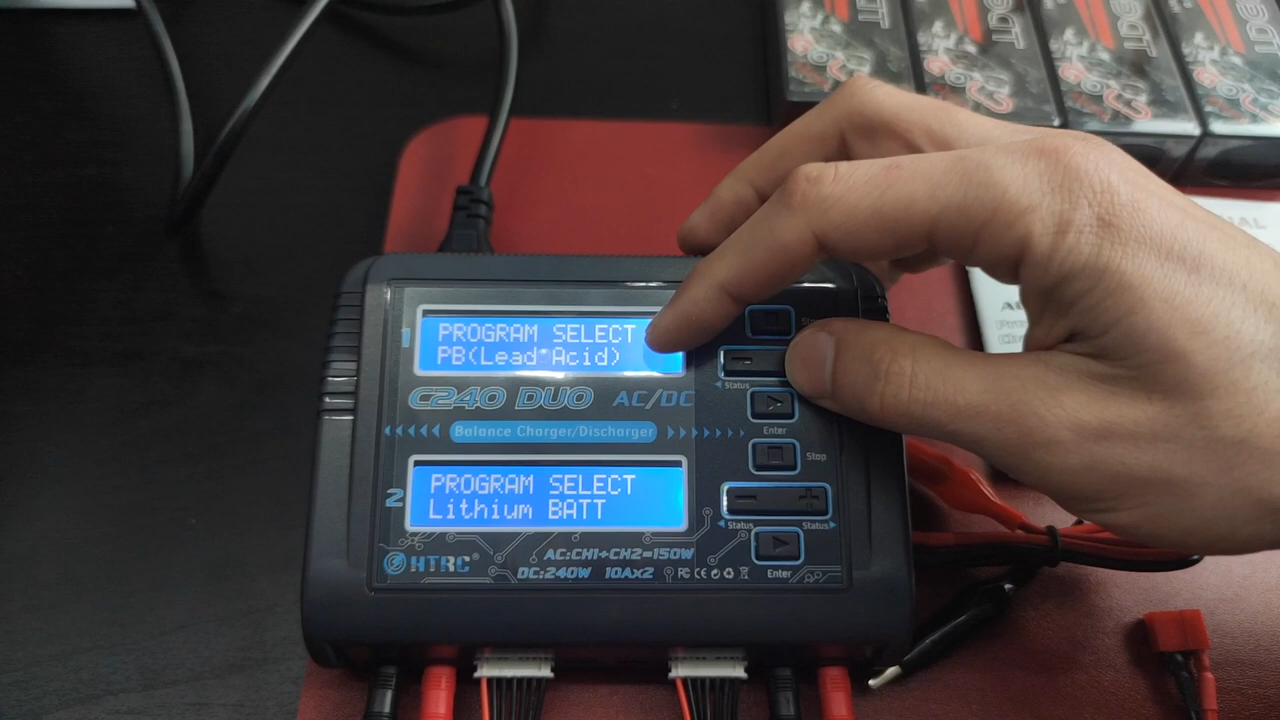 1
PROGRAM SELECT
PB(Lead Acid)
Status
C240 DUO AC/DC
Balance Charger/Discharger
Enter
Stop
2
PROGRAM SELECT
Lithium BATT
Status Status
HTRC®
AC:CH1+CH2=150W
DC:240W 10Ax2
Enter